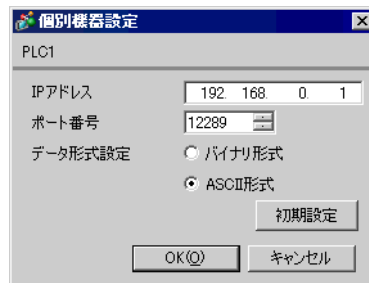 個別機器設定
PLC1
IPアドレス 192. 168. 0. 1
ポート番号 12289
データ形式設定 バイナリ形式
ASCII形式
初期設定
OK(O) キャンセル